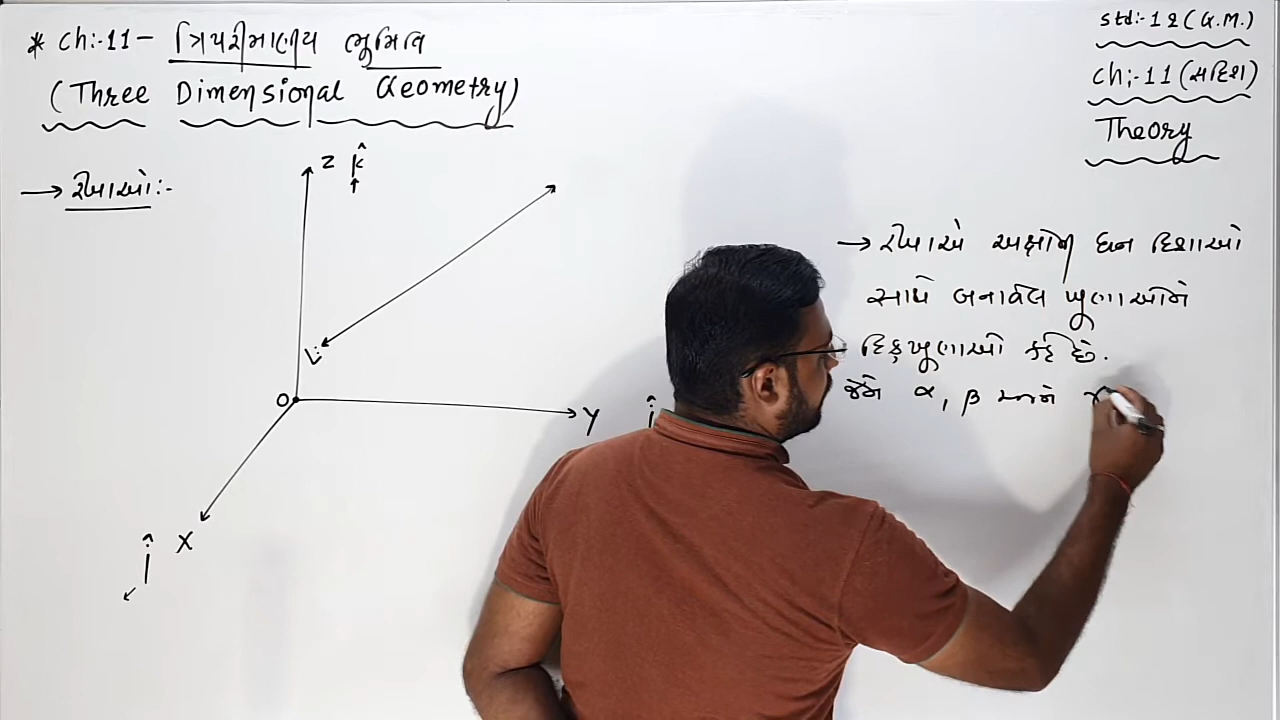 * Ch:-11 - ત્રિપરીમાણીય ભૂમિતિ
(Three Dimensional Geometry)
std:-12 (G.M.)
Ch:-11 (સદિશ)
Theory
→ રેખાઓ:-
Z k̂
L:
O
Y ĵ
X
î
→ રેખાએ અક્ષોની ધન દિશાઓ
સાથે બનાવેલ ખૂણાઓને
દિક્ખૂણાઓ કહે છે.
જેને α, β અને γ